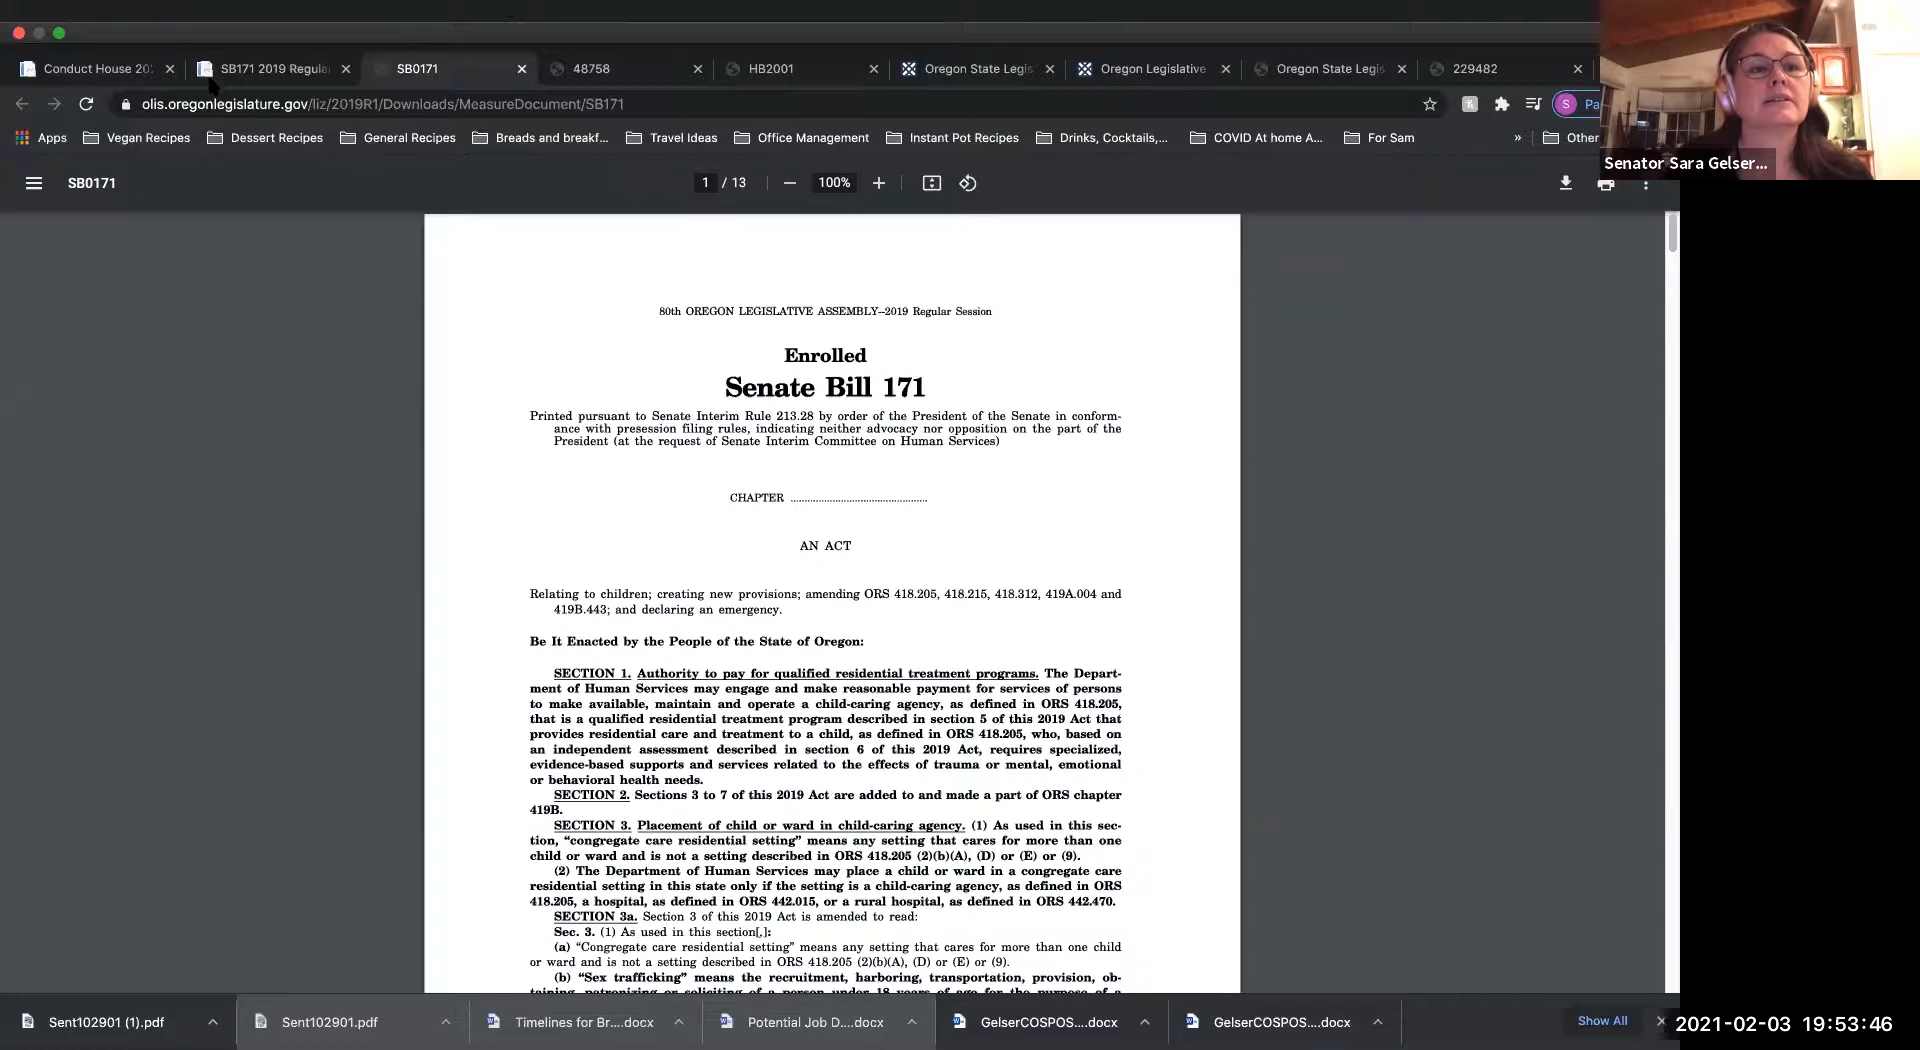 Conduct House 20
SB171 2019 Regula
SB0171
48758
HB2001
Oregon State Legis
Oregon Legislative
Oregon State Legis
229482
olis.oregonlegislature.gov/liz/2019R1/Downloads/MeasureDocument/SB171
S
Pa
Apps
Vegan Recipes
Dessert Recipes
General Recipes
Breads and breakf...
Travel Ideas
Office Management
Instant Pot Recipes
Drinks, Cocktails,...
COVID At home A...
For Sam
»
Other
Senator Sara Gelser...
SB0171
1 / 13
100%
80th OREGON LEGISLATIVE ASSEMBLY--2019 Regular Session
Enrolled
Senate Bill 171
Printed pursuant to Senate Interim Rule 213.28 by order of the President of the Senate in conform-
ance with presession filing rules, indicating neither advocacy nor opposition on the part of the
President (at the request of Senate Interim Committee on Human Services)
CHAPTER .................................................
AN ACT
Relating to children; creating new provisions; amending ORS 418.205, 418.215, 418.312, 419A.004 and
419B.443; and declaring an emergency.
Be It Enacted by the People of the State of Oregon:
SECTION 1. Authority to pay for qualified residential treatment programs. The Depart-
ment of Human Services may engage and make reasonable payment for services of persons
to make available, maintain and operate a child-caring agency, as defined in ORS 418.205,
that is a qualified residential treatment program described in section 5 of this 2019 Act that
provides residential care and treatment to a child, as defined in ORS 418.205, who, based on
an independent assessment described in section 6 of this 2019 Act, requires specialized,
evidence-based supports and services related to the effects of trauma or mental, emotional
or behavioral health needs.
SECTION 2. Sections 3 to 7 of this 2019 Act are added to and made a part of ORS chapter
419B.
SECTION 3. Placement of child or ward in child-caring agency. (1) As used in this sec-
tion, “congregate care residential setting” means any setting that cares for more than one
child or ward and is not a setting described in ORS 418.205 (2)(b)(A), (D) or (E) or (9).
(2) The Department of Human Services may place a child or ward in a congregate care
residential setting in this state only if the setting is a child-caring agency, as defined in ORS
418.205, a hospital, as defined in ORS 442.015, or a rural hospital, as defined in ORS 442.470.
SECTION 3a. Section 3 of this 2019 Act is amended to read:
Sec. 3. (1) As used in this section[,]:
(a) “Congregate care residential setting” means any setting that cares for more than one child
or ward and is not a setting described in ORS 418.205 (2)(b)(A), (D) or (E) or (9).
(b) “Sex trafficking” means the recruitment, harboring, transportation, provision, ob-
taining, patronizing or soliciting of a person under 18 years of age for the purpose of a
Sent102901 (1).pdf
Sent102901.pdf
Timelines for Br....docx
Potential Job D....docx
GelserCOSPOS....docx
GelserCOSPOS....docx
Show All
2021-02-03 19:53:46